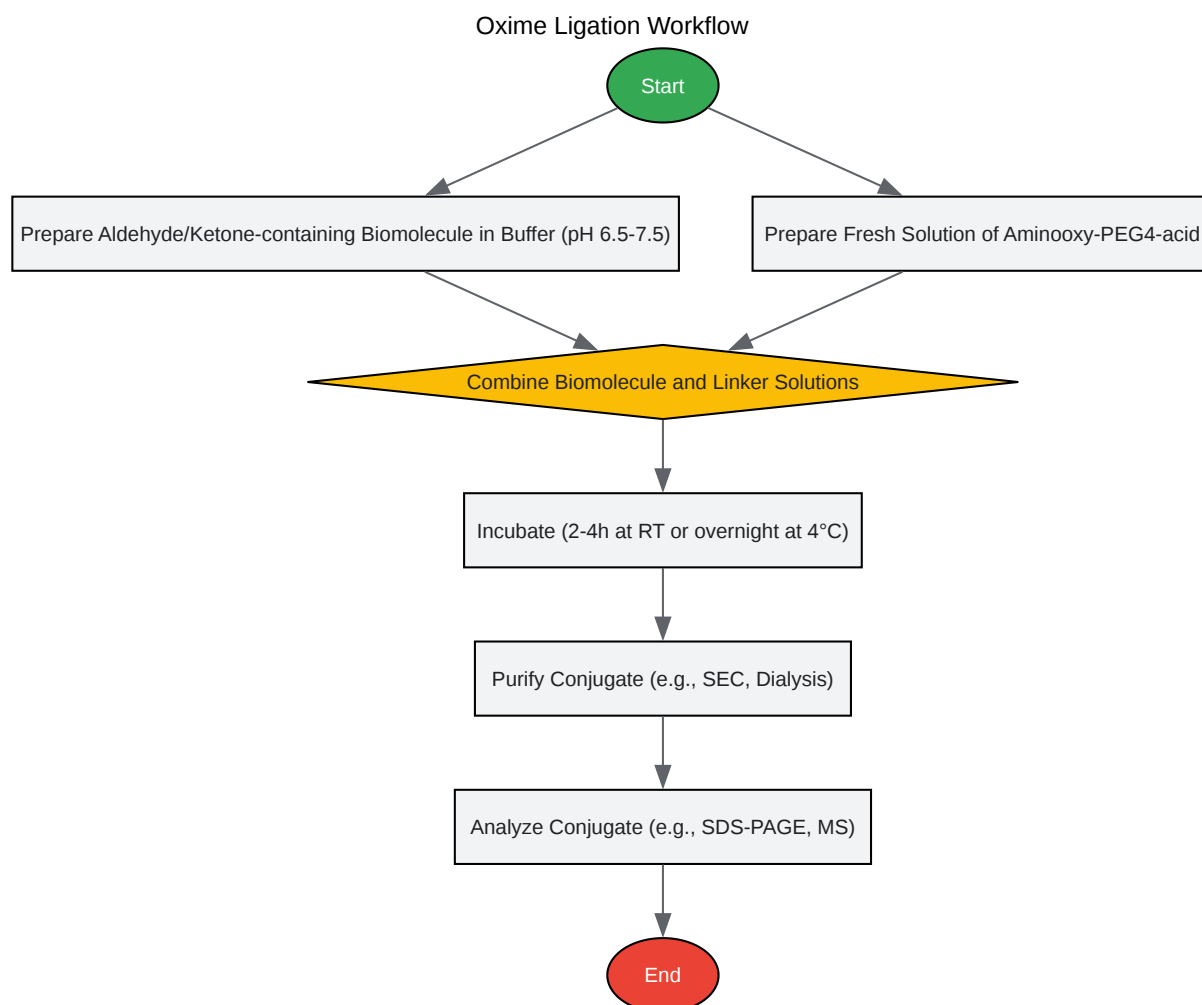 Oxime Ligation Workflow
Start
Prepare Aldehyde/Ketone-containing Biomolecule in Buffer (pH 6.5-7.5)
Prepare Fresh Solution of Aminooxy-PEG4-acid
Combine Biomolecule and Linker Solutions
Incubate (2-4h at RT or overnight at 4°C)
Purify Conjugate (e.g., SEC, Dialysis)
Analyze Conjugate (e.g., SDS-PAGE, MS)
End